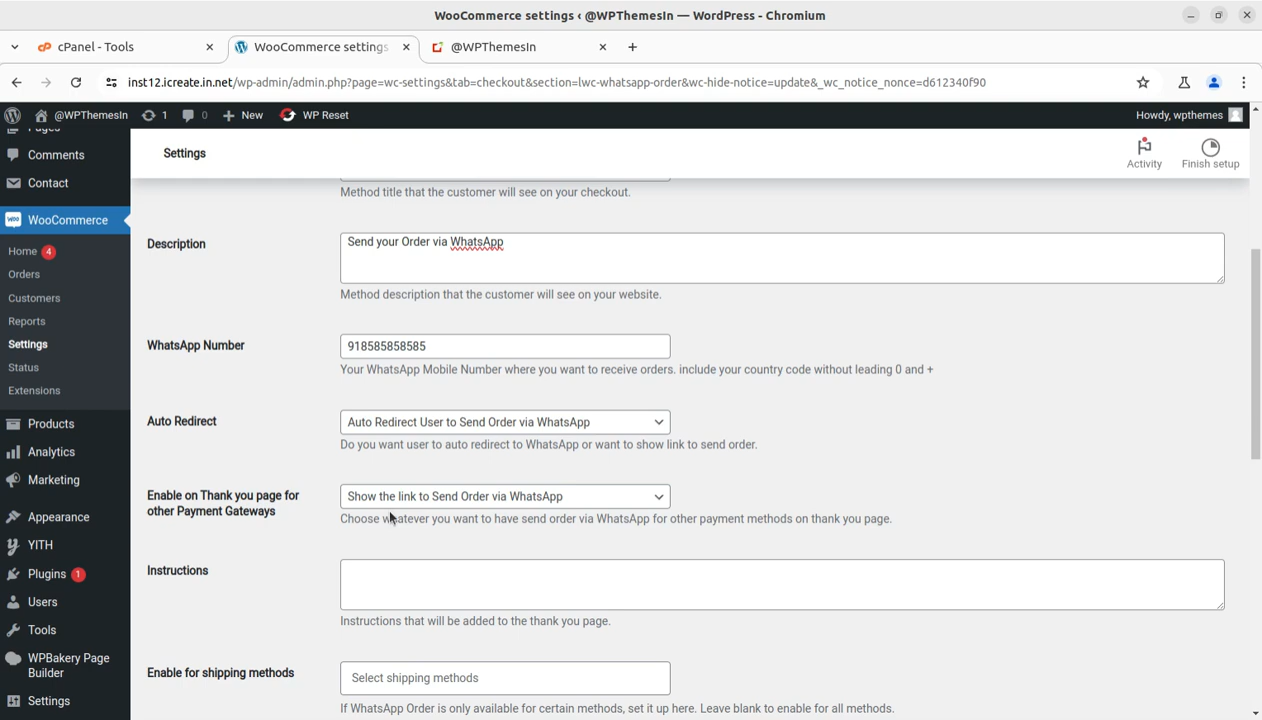 WooCommerce settings ‹ @WPThemesIn — WordPress - Chromium
cPanel - Tools
WooCommerce settings
@WPThemesIn
inst12.icreate.in.net/wp-admin/admin.php?page=wc-settings&tab=checkout&section=lwc-whatsapp-order&wc-hide-notice=update&_wc_notice_nonce=d612340f90
@WPThemesIn
1
0
New
WP Reset
Howdy, wpthemes
Pages
Comments
Contact
WooCommerce
Home 4
Orders
Customers
Reports
Settings
Status
Extensions
Products
Analytics
Marketing
Appearance
YITH
Plugins 1
Users
Tools
WPBakery Page
Builder
Settings
Settings
Activity
Finish setup
Method title that the customer will see on your checkout.
Description
Send your Order via WhatsApp
Method description that the customer will see on your website.
WhatsApp Number
918585858585
Your WhatsApp Mobile Number where you want to receive orders. include your country code without leading 0 and +
Auto Redirect
Auto Redirect User to Send Order via WhatsApp
Do you want user to auto redirect to WhatsApp or want to show link to send order.
Enable on Thank you page for
other Payment Gateways
Show the link to Send Order via WhatsApp
Choose whatever you want to have send order via WhatsApp for other payment methods on thank you page.
Instructions
Instructions that will be added to the thank you page.
Enable for shipping methods
Select shipping methods
If WhatsApp Order is only available for certain methods, set it up here. Leave blank to enable for all methods.